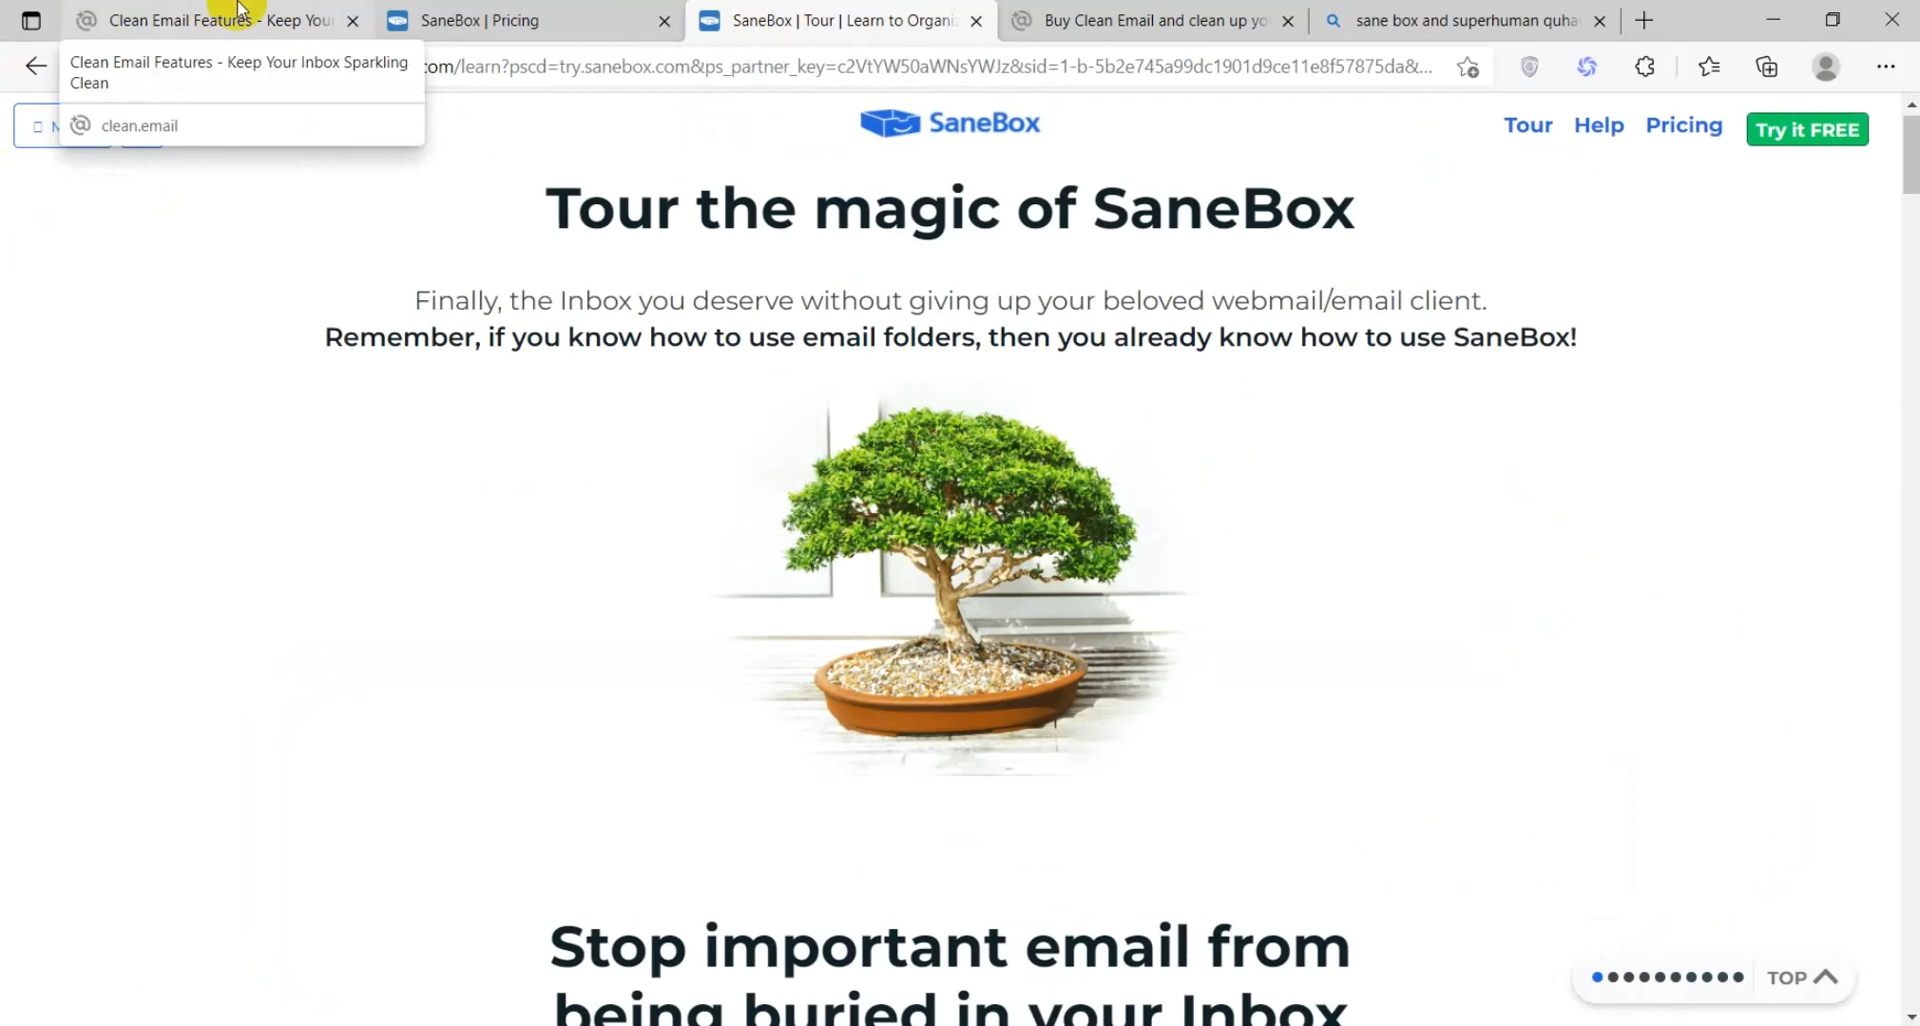 Clean Email Features - Keep Your
SaneBox | Pricing
SaneBox | Tour | Learn to Organi
Buy Clean Email and clean up yo
sane box and superhuman quha
Clean Email Features - Keep Your Inbox Sparkling
Clean
clean.email
com/learn?pscd=try.sanebox.com&ps_partner_key=c2VtYW50aWNsYWJz&sid=1-b-5b2e745a99dc1901d9ce11e8f57875da&...
SaneBox
Tour
Help
Pricing
Try it FREE
Tour the magic of SaneBox
Finally, the Inbox you deserve without giving up your beloved webmail/email client.
Remember, if you know how to use email folders, then you already know how to use SaneBox!
Stop important email from
being buried in your Inbox
TOP